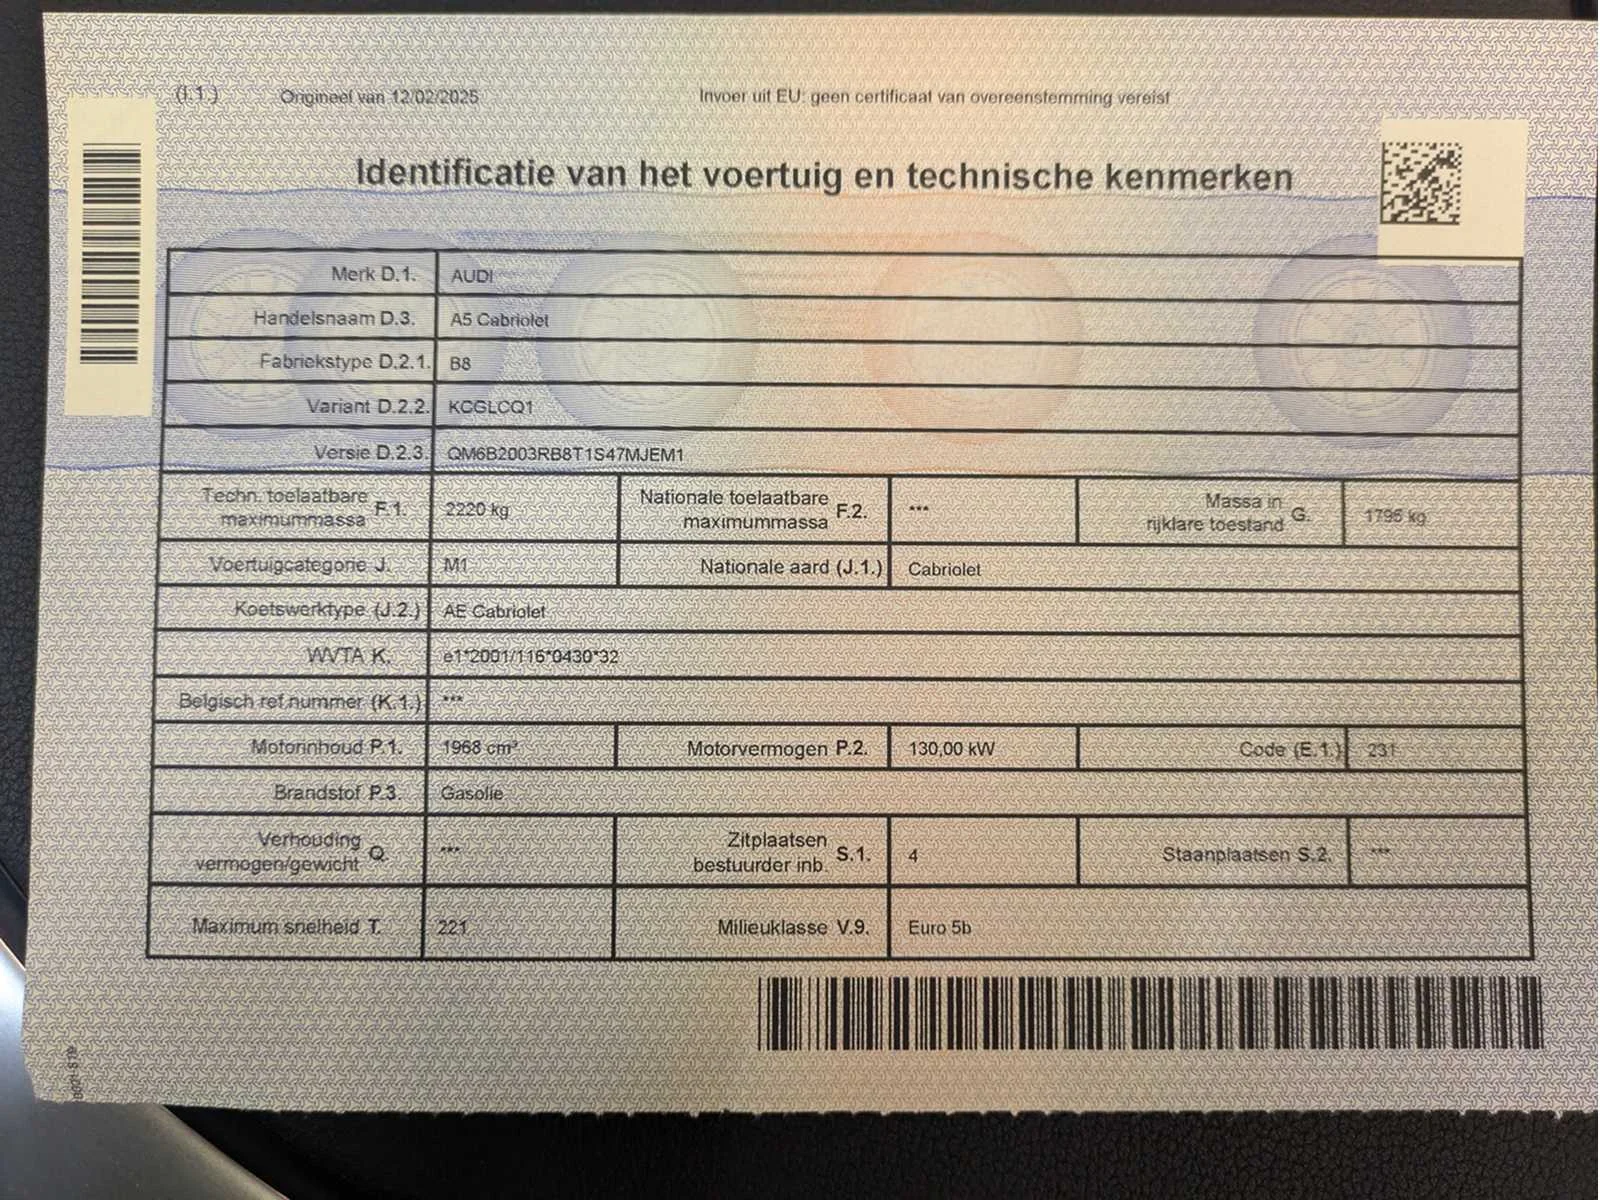 (I.1.) Origineel van 12/02/2025 Invoer uit EU: geen certificaat van overeenstemming vereist
Identificatie van het voertuig en technische kenmerken
Merk D.1. AUDI
Handelsnaam D.3. A5 Cabriolet
Fabriekstype D.2.1. B8
Variant D.2.2. KCGLCQ1
Versie D.2.3. QM6B2003RB8T1S47MJEM1
Techn. toelaatbare maximummassa F.1. 2220 kg Nationale toelaatbare maximummassa F.2. *** Massa in rijklare toestand G. 1795 kg
Voertuigcategorie J. M1 Nationale aard (J.1.) Cabriolet
Koetswerktype (J.2.) AE Cabriolet
WVTA K. e1*2001/116*0430*32
Belgisch ref.nummer (K.1.) ***
Motorinhoud P.1. 1968 cm³ Motorvermogen P.2. 130,00 kW Code (E.1.) 231
Brandstof P.3. Gasolie
Verhouding vermogen/gewicht Q. *** Zitplaatsen bestuurder inb. S.1. 4 Staanplaatsen S.2. ***
Maximum snelheid T. 221 Milieuklasse V.9. Euro 5b